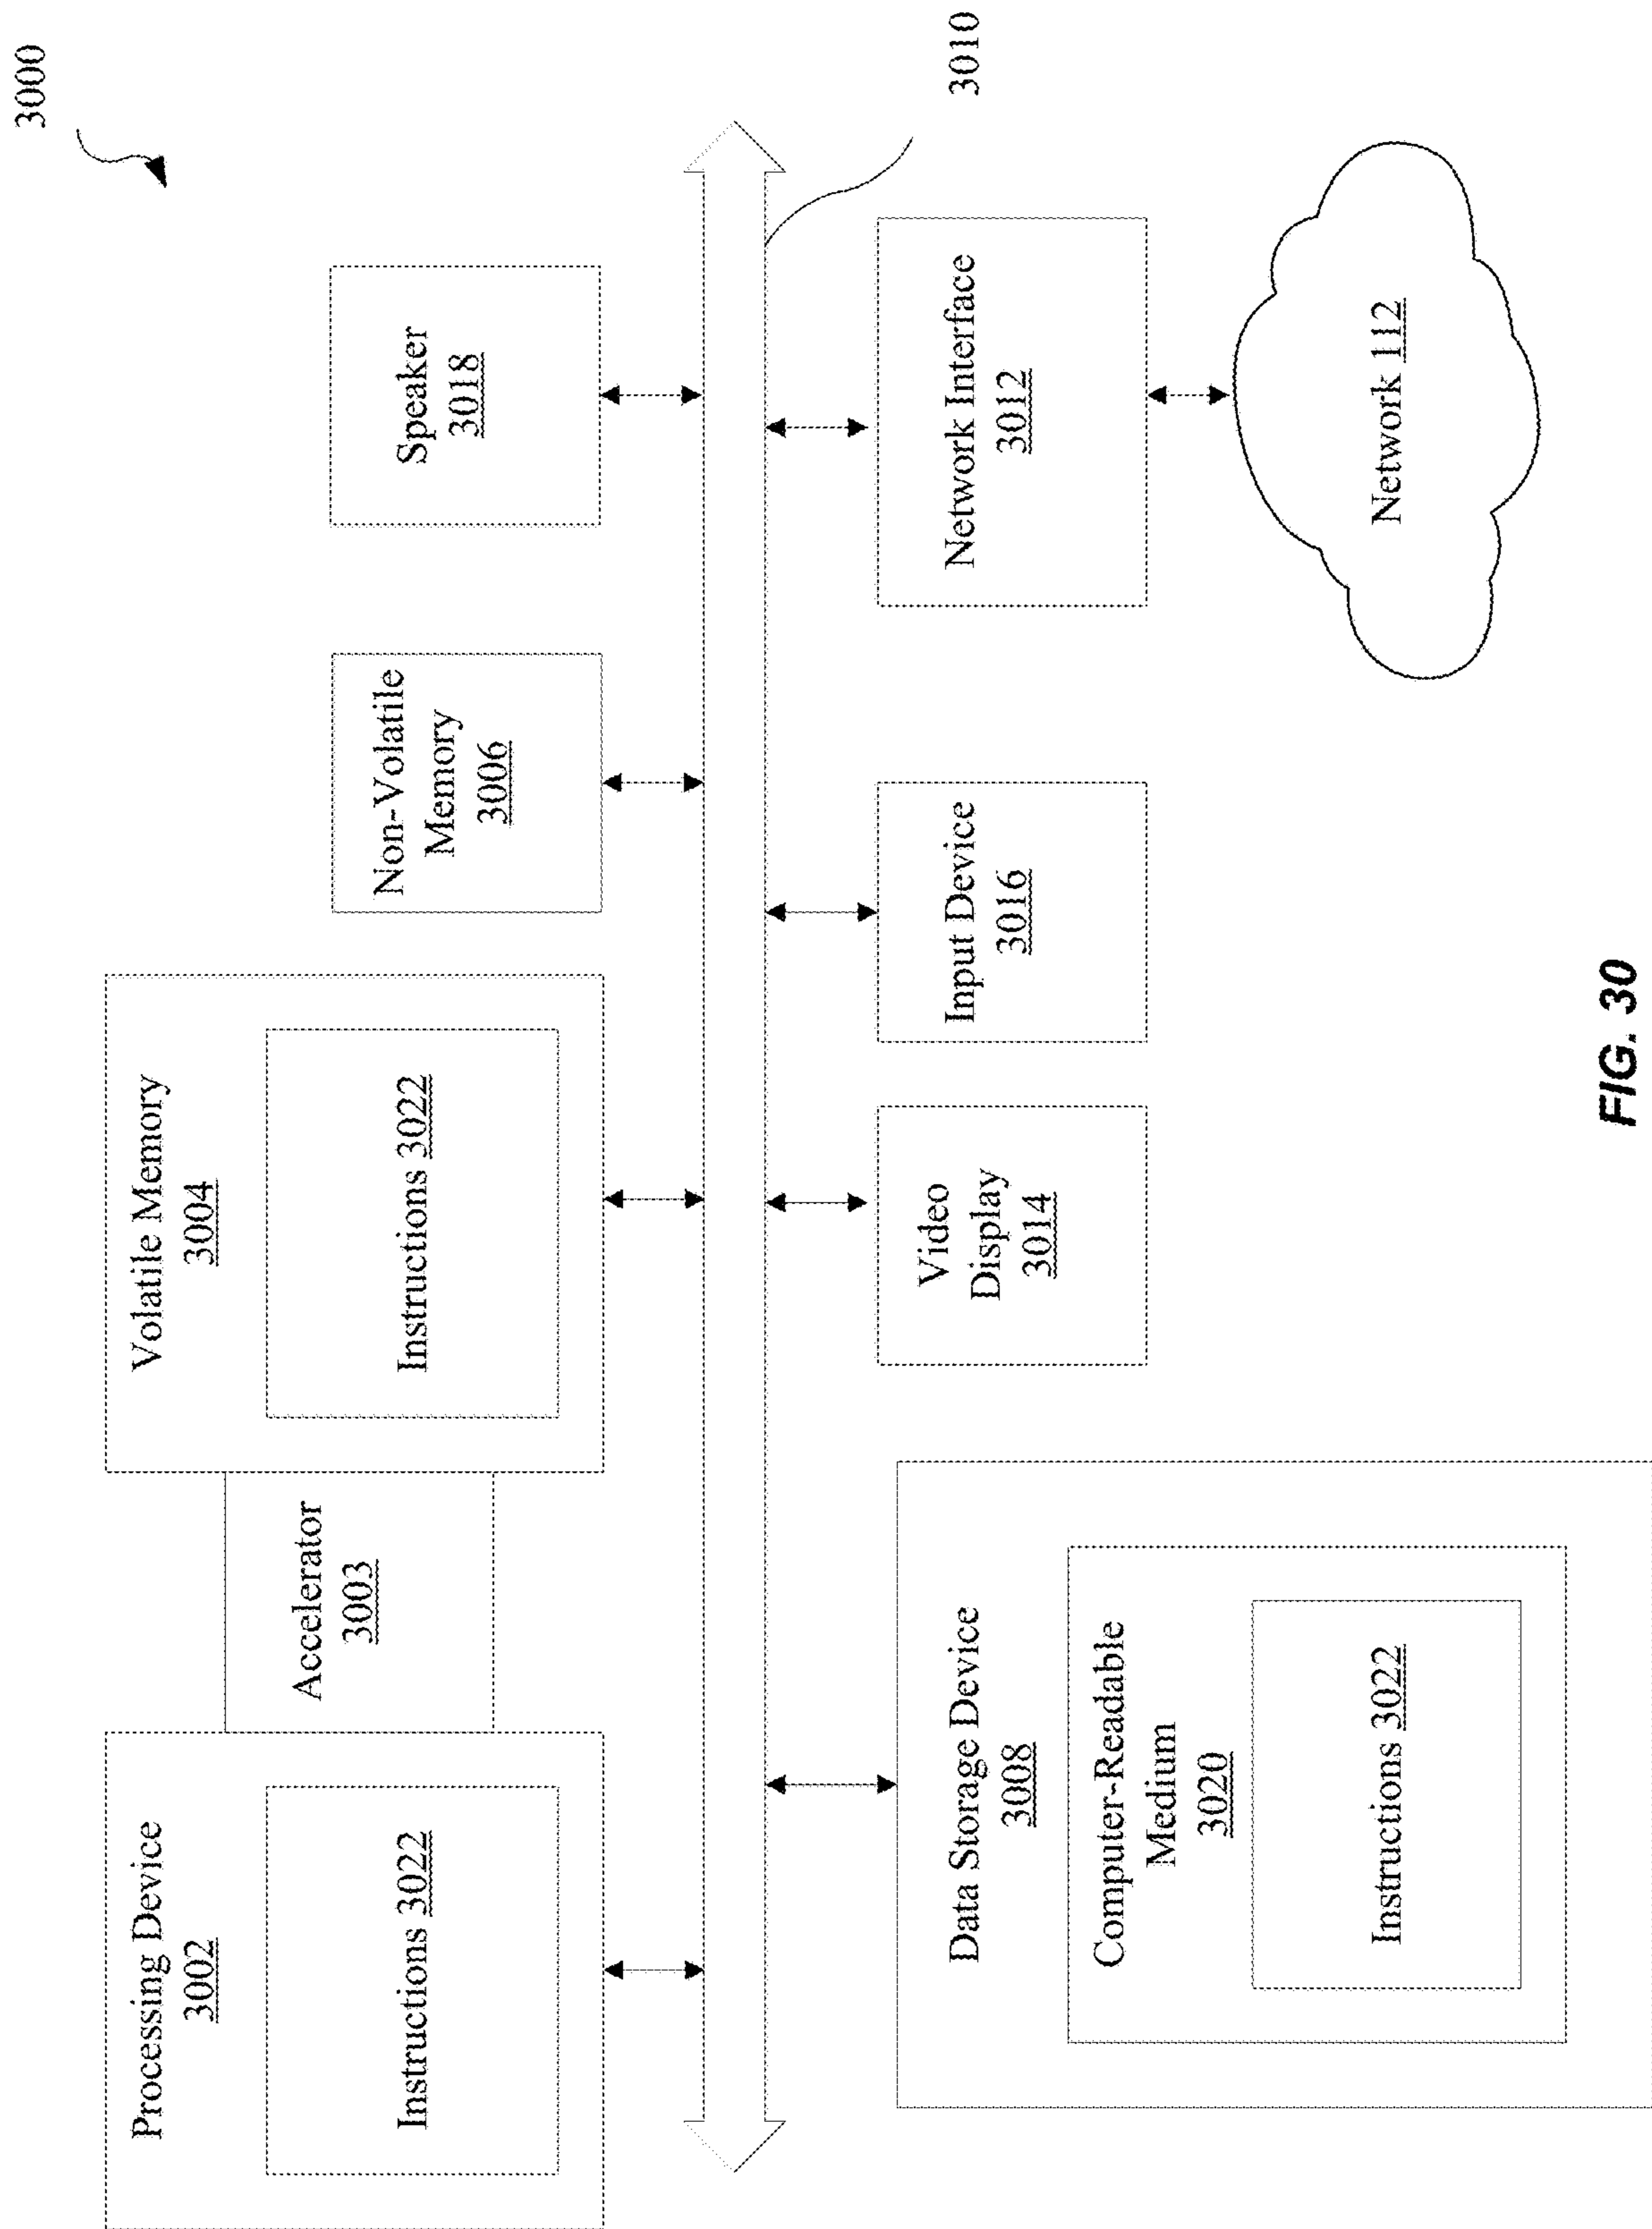 3000
Processing Device
3002
Instructions 3022
Accelerator
3003
Volatile Memory
3004
Instructions 3022
Non-Volatile
Memory
3006
Speaker
3018
3010
Data Storage Device
3008
Computer-Readable
Medium
3020
Instructions 3022
Video
Display
3014
Input Device
3016
Network Interface
3012
Network 112
FIG. 30